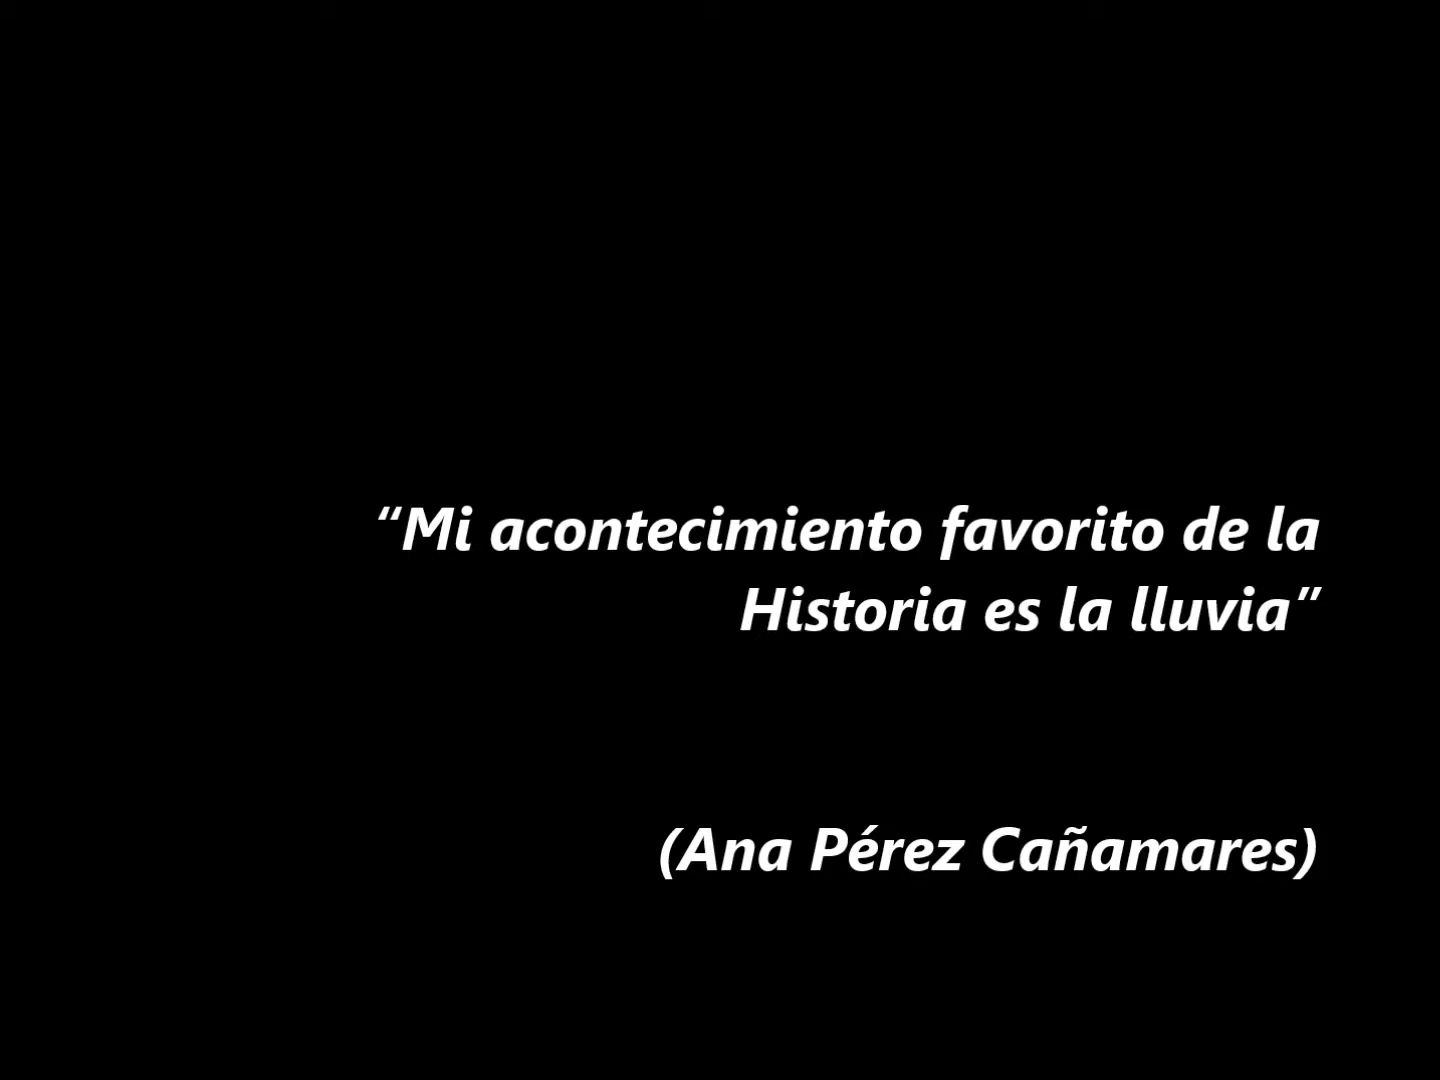 “Mi acontecimiento favorito de la
Historia es la lluvia”
(Ana Pérez Cañamares)